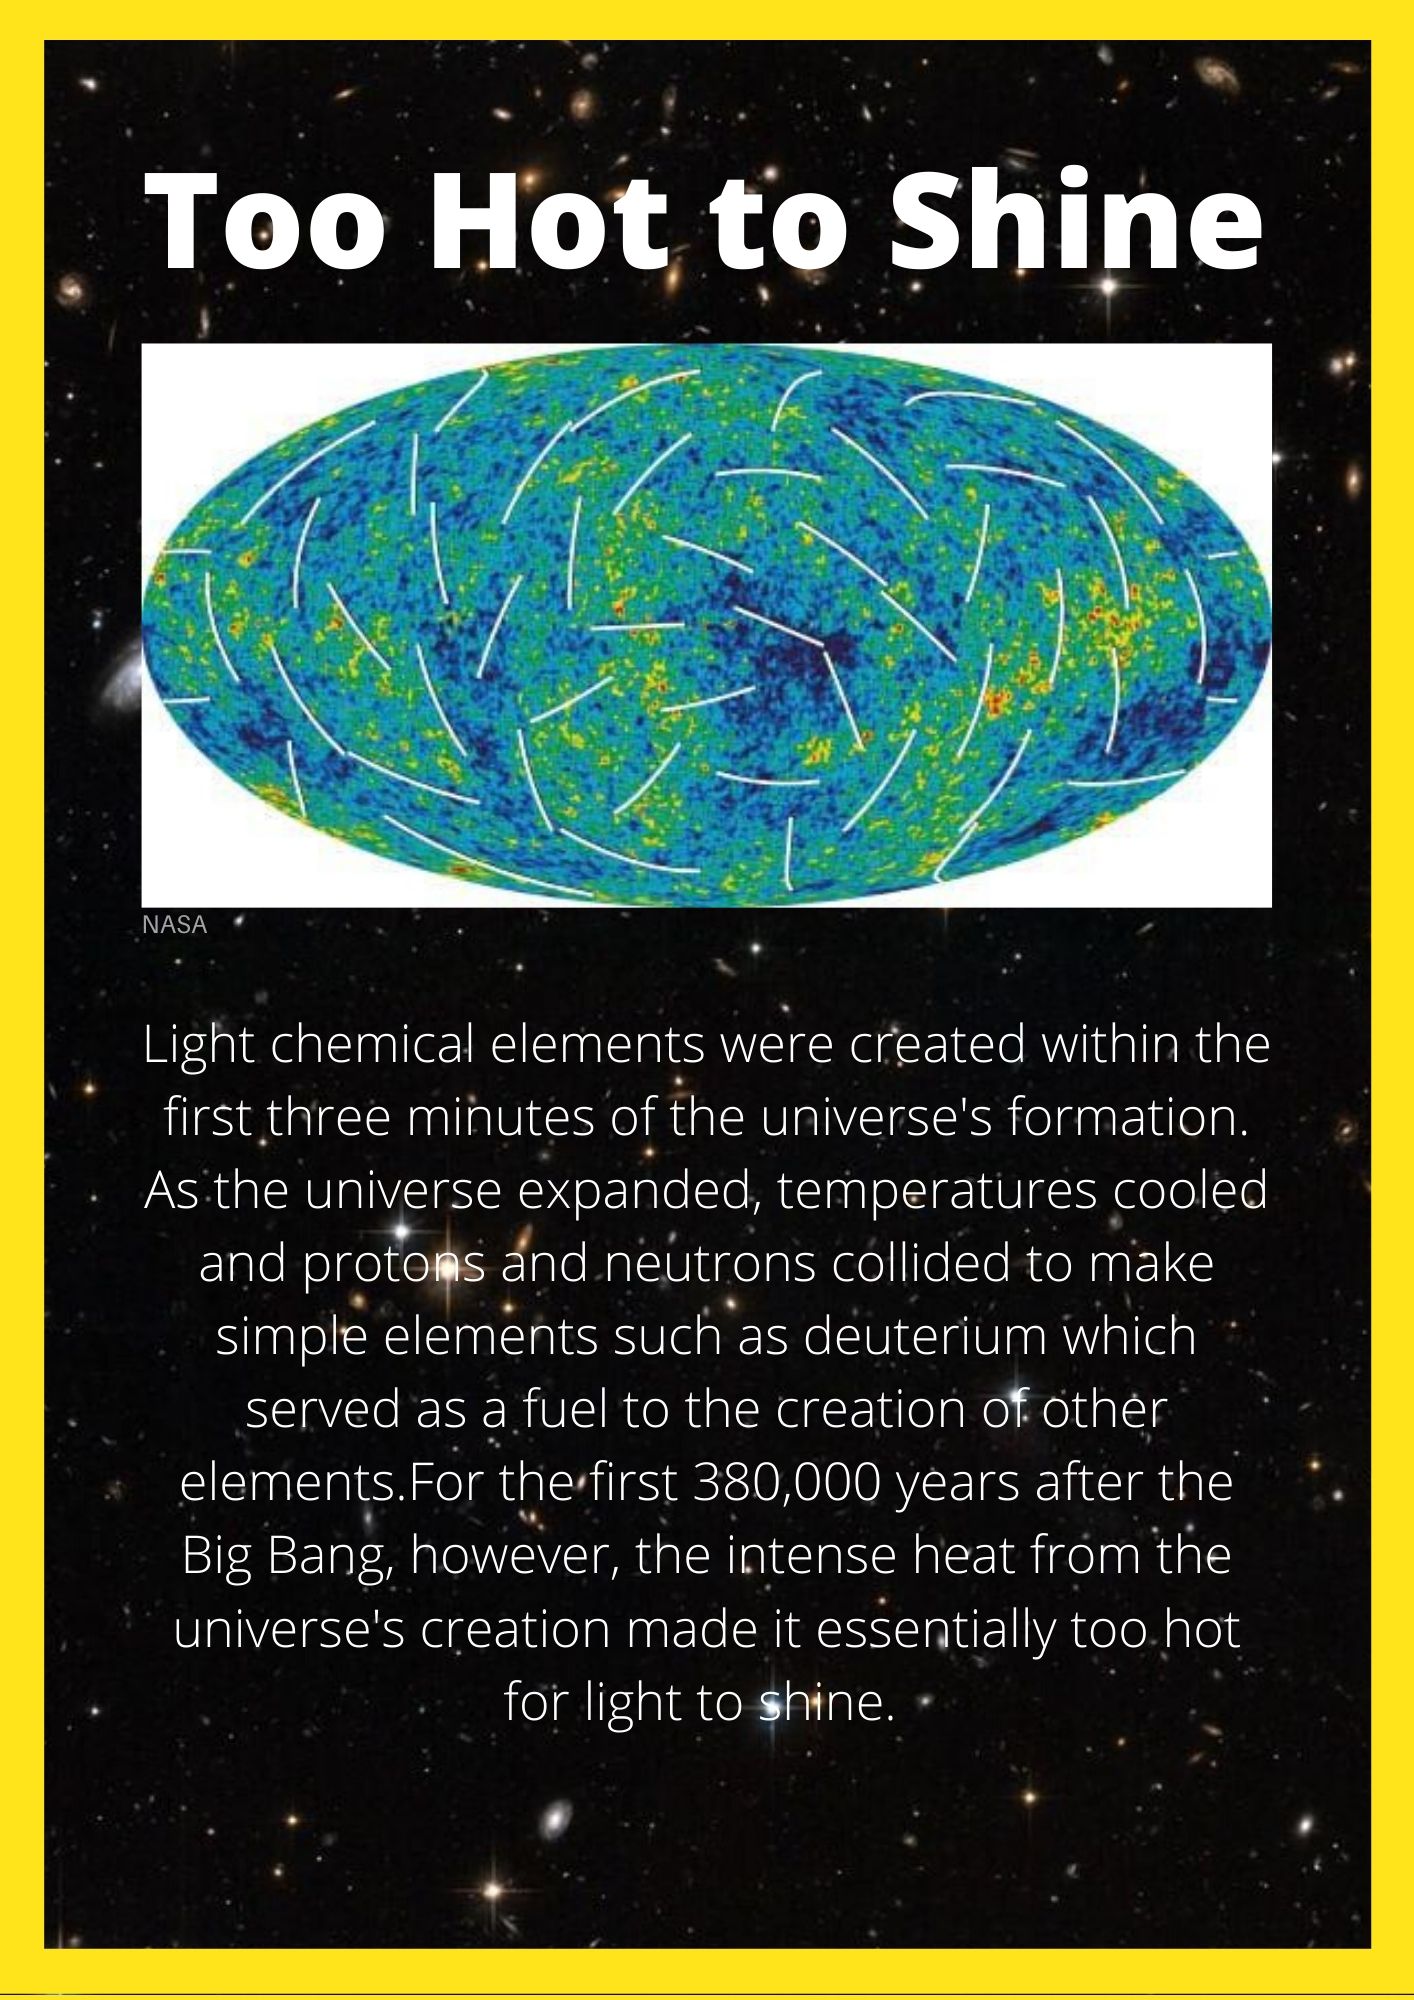 Too Hot to Shine
NASA
Light chemical elements were created within the
first three minutes of the universe's formation.
As the universe expanded, temperatures cooled
and protons and neutrons collided to make
simple elements such as deuterium which
served as a fuel to the creation of other
elements.For the first 380,000 years after the
Big Bang, however, the intense heat from the
universe's creation made it essentially too hot
for light to shine.